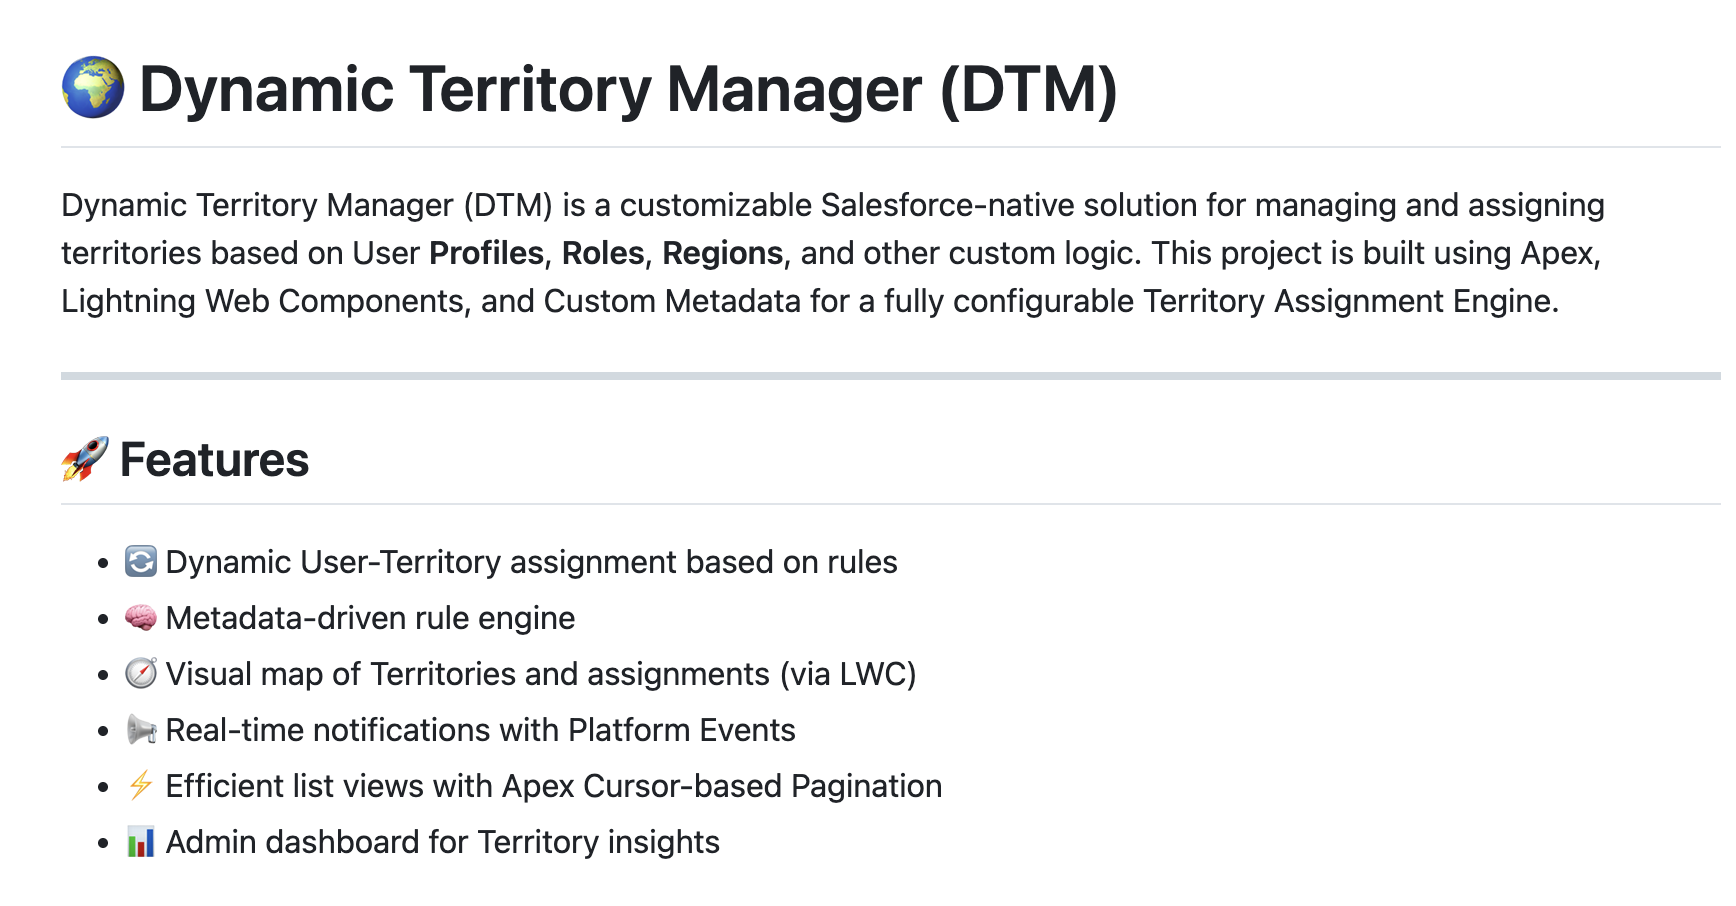 🌍 Dynamic Territory Manager (DTM)
Dynamic Territory Manager (DTM) is a customizable Salesforce-native solution for managing and assigning
territories based on User Profiles, Roles, Regions, and other custom logic. This project is built using Apex,
Lightning Web Components, and Custom Metadata for a fully configurable Territory Assignment Engine.
🚀 Features
• 🔄 Dynamic User-Territory assignment based on rules
• 🧠 Metadata-driven rule engine
• 🧭 Visual map of Territories and assignments (via LWC)
• 📢 Real-time notifications with Platform Events
• ⚡ Efficient list views with Apex Cursor-based Pagination
• 📊 Admin dashboard for Territory insights